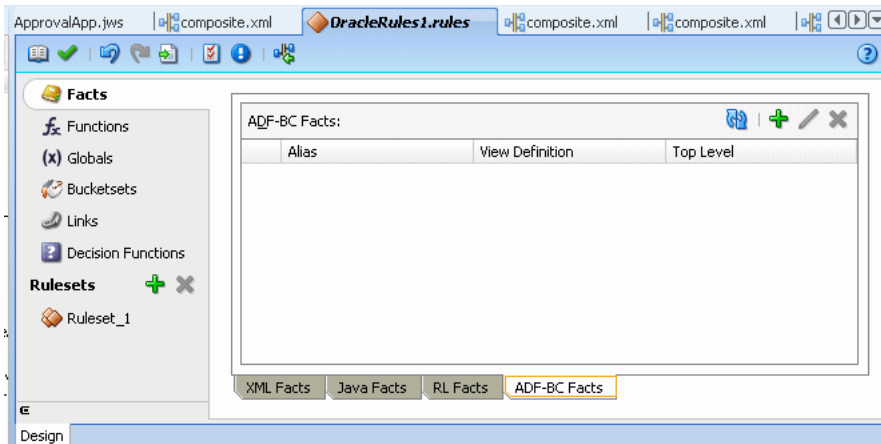 ApprovalApp.jws composite.xml OracleRules1.rules composite.xml composite.xml
Facts
Functions
Globals
Bucketsets
Links
Decision Functions
Rulesets
Ruleset_1
ADF-BC Facts:
Alias View Definition Top Level
XML Facts Java Facts RL Facts ADF-BC Facts
Design